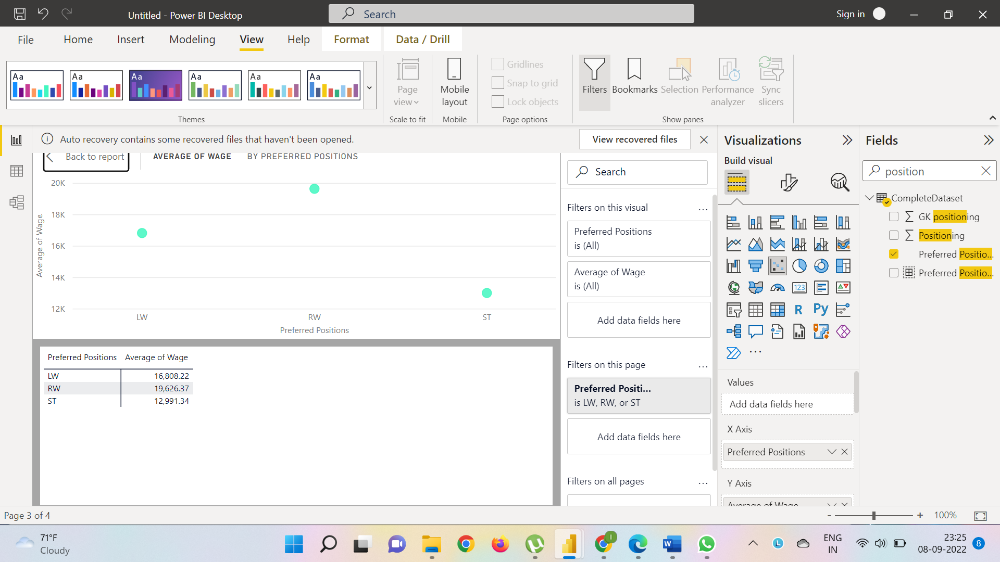 Untitled - Power BI Desktop
Search
Sign in
File
Home
Insert
Modeling
View
Help
Format
Data / Drill
Aa
Aa
Aa
Aa
Aa
Aa
Themes
Page view
Scale to fit
Mobile layout
Mobile
Gridlines
Snap to grid
Lock objects
Page options
Filters
Bookmarks
Selection
Performance analyzer
Sync slicers
Show panes
Auto recovery contains some recovered files that haven't been opened.
View recovered files
Back to report
AVERAGE OF WAGE
BY PREFERRED POSITIONS
Average of Wage
20K
18K
16K
14K
12K
LW
RW
ST
Preferred Positions
Preferred Positions Average of Wage
LW 16,808.22
RW 19,626.37
ST 12,991.34
Search
Filters on this visual
...
Preferred Positions
is (All)
Average of Wage
is (All)
Add data fields here
Filters on this page
...
Preferred Positi...
is LW, RW, or ST
Add data fields here
Filters on all pages
...
Visualizations
Build visual
123
R
Py
...
Values
Add data fields here
X Axis
Preferred Positions
Y Axis
Average of Wage
Fields
position
CompleteDataset
GK positioning
Positioning
Preferred Positio...
Preferred Positio...
Page 3 of 4
- + 100%
71°F
Cloudy
L
ENG
IN
23:25
08-09-2022
8